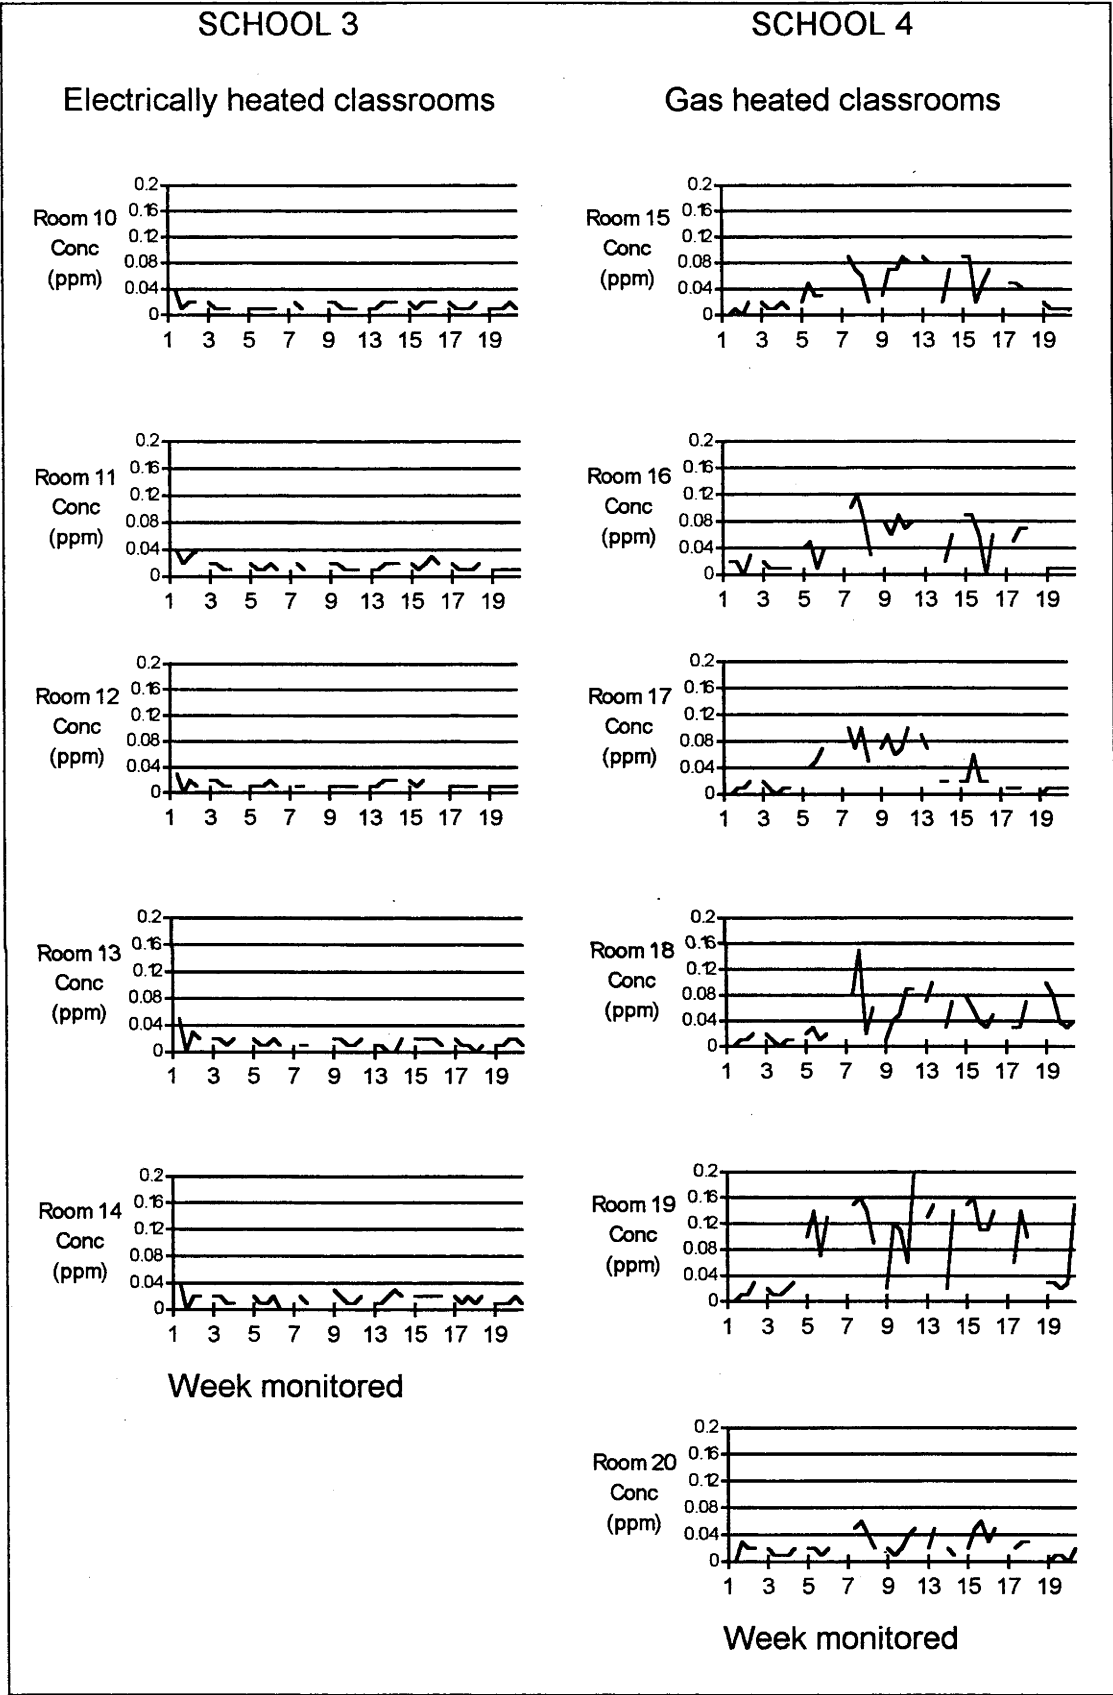 SCHOOL 3
Electrically heated classrooms
Room 10
Conc
(ppm)
0.2
0.16
0.12
0.08
0.04
0
1 3 5 7 9 13 15 17 19
Room 11
Conc
(ppm)
0.2
0.16
0.12
0.08
0.04
0
1 3 5 7 9 13 15 17 19
Room 12
Conc
(ppm)
0.2
0.16
0.12
0.08
0.04
0
1 3 5 7 9 13 15 17 19
Room 13
Conc
(ppm)
0.2
0.16
0.12
0.08
0.04
0
1 3 5 7 9 13 15 17 19
Room 14
Conc
(ppm)
0.2
0.16
0.12
0.08
0.04
0
1 3 5 7 9 13 15 17 19
Week monitored
SCHOOL 4
Gas heated classrooms
Room 15
Conc
(ppm)
0.2
0.16
0.12
0.08
0.04
0
1 3 5 7 9 13 15 17 19
Room 16
Conc
(ppm)
0.2
0.16
0.12
0.08
0.04
0
1 3 5 7 9 13 15 17 19
Room 17
Conc
(ppm)
0.2
0.16
0.12
0.08
0.04
0
1 3 5 7 9 13 15 17 19
Room 18
Conc
(ppm)
0.2
0.16
0.12
0.08
0.04
0
1 3 5 7 9 13 15 17 19
Room 19
Conc
(ppm)
0.2
0.16
0.12
0.08
0.04
0
1 3 5 7 9 13 15 17 19
Room 20
Conc
(ppm)
0.2
0.16
0.12
0.08
0.04
0
1 3 5 7 9 13 15 17 19
Week monitored